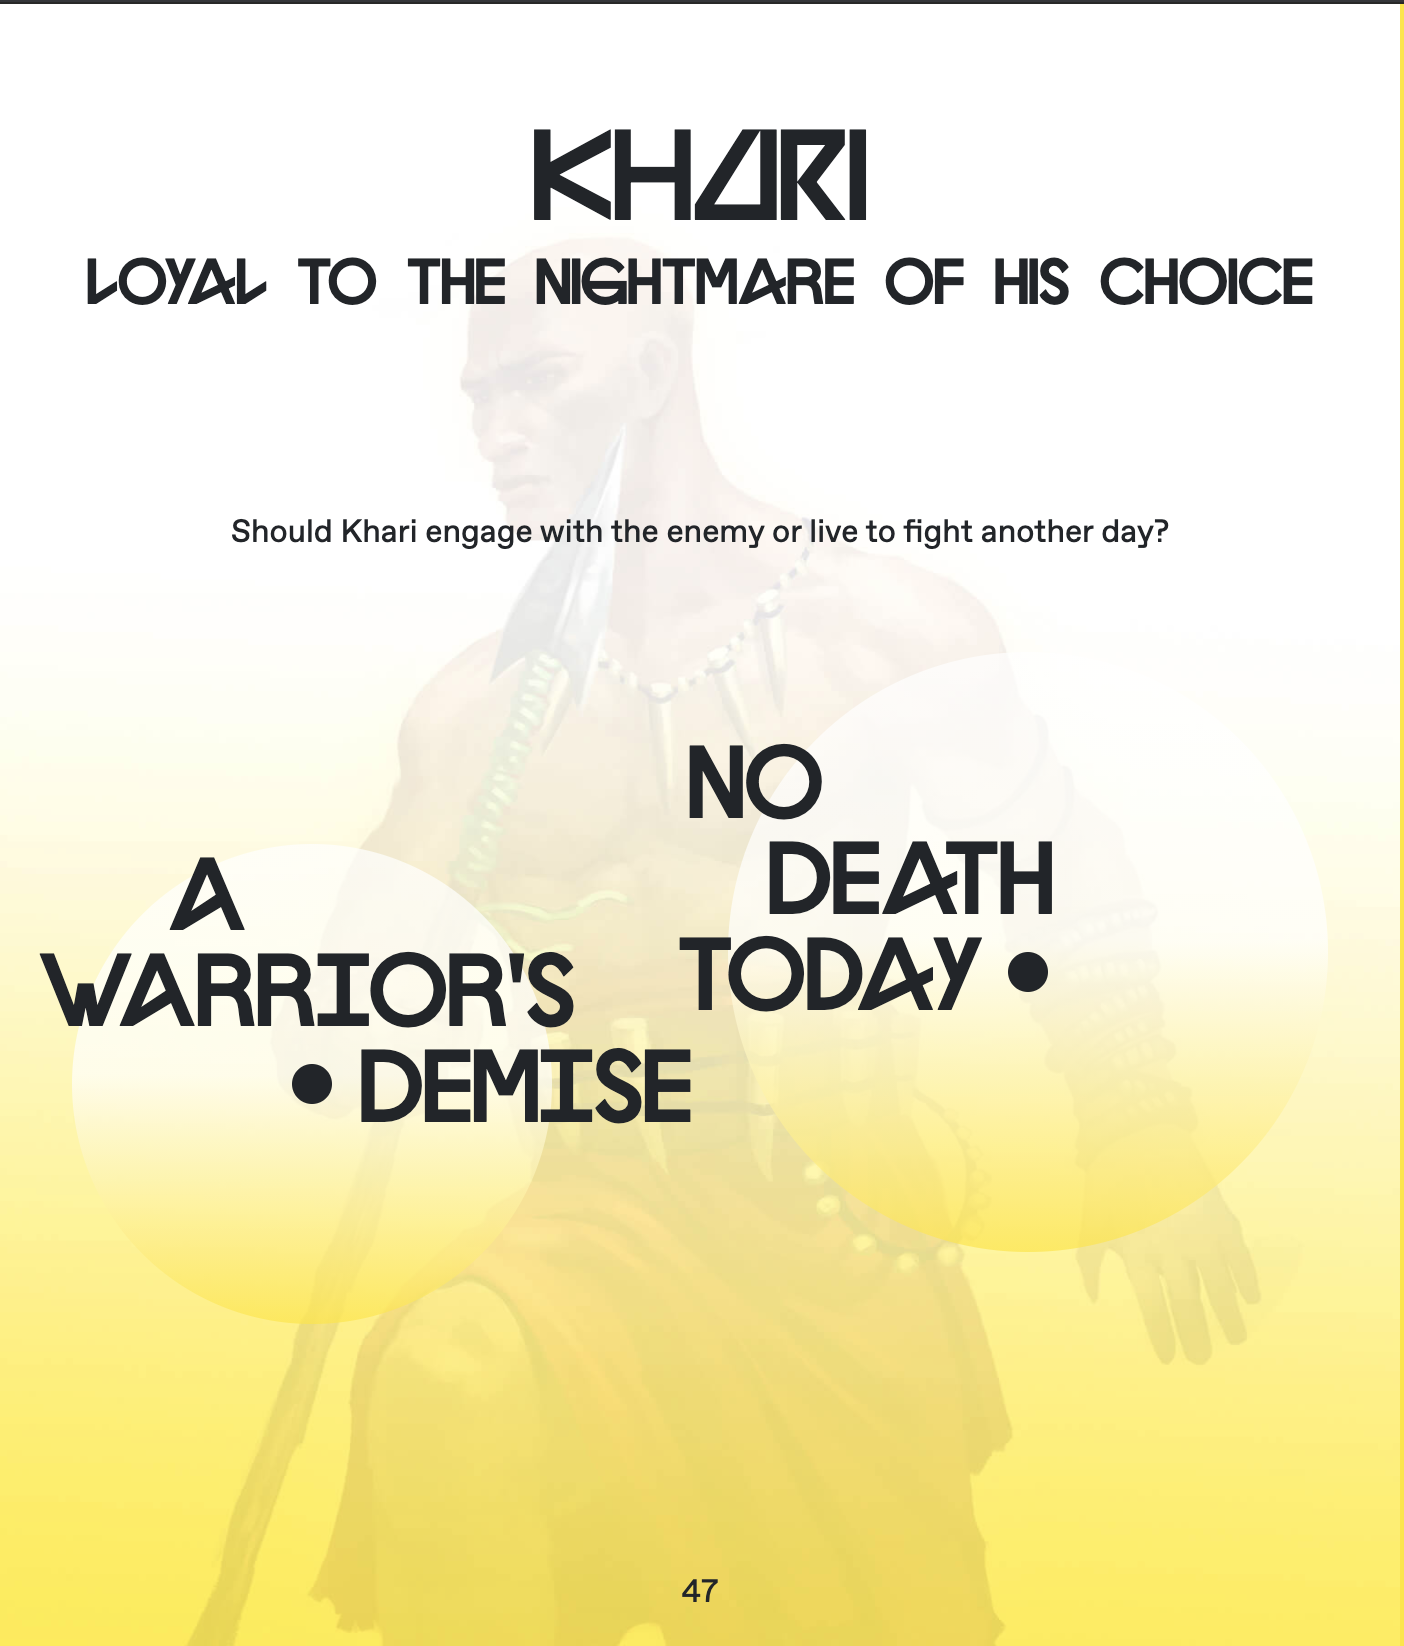 KHARI
LOYAL TO THE NIGHTMARE OF HIS CHOICE
Should Khari engage with the enemy or live to fight another day?
A
WARRIOR'S
• DEMISE
NO
DEATH
TODAY •
47